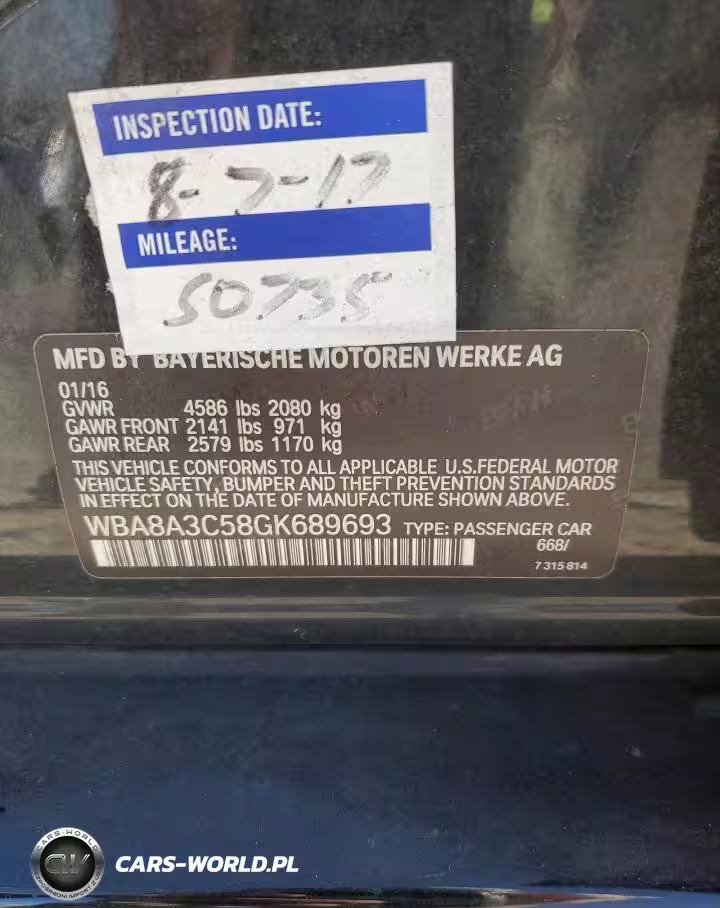 INSPECTION DATE:
8-7-17
MILEAGE:
50735
MFD BY BAYERISCHE MOTOREN WERKE AG
01/16
GVWR 4586 lbs 2080 kg
GAWR FRONT 2141 lbs 971 kg
GAWR REAR 2579 lbs 1170 kg
THIS VEHICLE CONFORMS TO ALL APPLICABLE U.S.FEDERAL MOTOR
VEHICLE SAFETY, BUMPER AND THEFT PREVENTION STANDARDS
IN EFFECT ON THE DATE OF MANUFACTURE SHOWN ABOVE.
WBA8A3C58GK689693 TYPE: PASSENGER CAR
668/
7 315 814
CARS-WORLD
CW
CARS-WORLD.PL